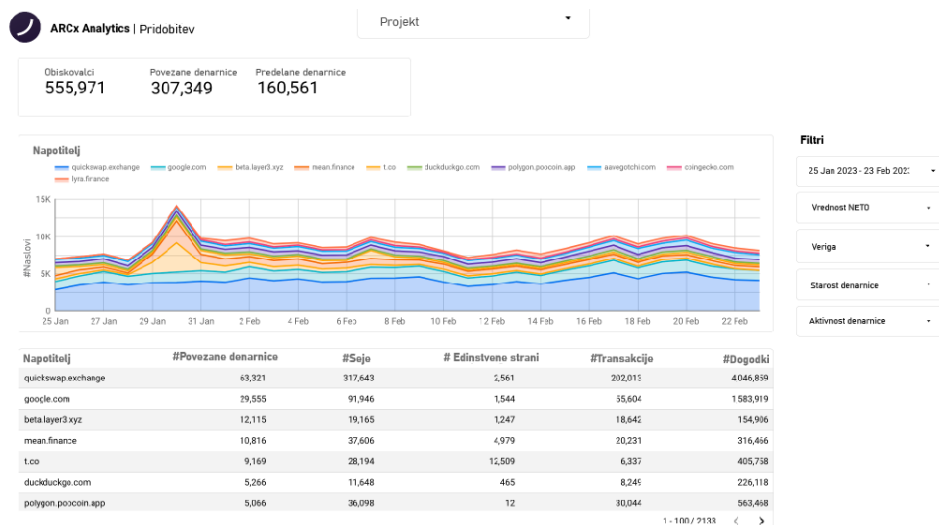 ARCx Analytics | Pridobitev
Projekt
Obiskovalci Povezane denarnice Predelane denarnice
555,971 307,349 160,561
Filtri
Napotitelj
quickswap.exchange google.com beta.layer3.xyz mean.finance t.co duckduckgo.com polygon.poocoin.app aavegotchi.com coingecko.com
lyra.finance
25 Jan 2023 - 23 Feb 202
Vrednost NETO
Veriga
Starost denarnice
Aktivnost denarnice
#Naslovi
15K
10K
5K
0
25 Jan 27 Jan 29 Jan 31 Jan 2 Feb 4 Feb 6 Feb 8 Feb 10 Feb 12 Feb 14 Feb 16 Feb 18 Feb 20 Feb 22 Feb
Napotitelj #Povezane denarnice #Seje # Edinstvene strani #Transakcije #Dogodki
quickswap.exchange 63,321 317,643 2,561 202,013 4046,859
google.com 29,555 91,946 1,544 55,604 1583,919
beta.layer3.xyz 12,115 19,165 1,247 18,642 154,906
mean.finance 10,816 37,606 4,979 20,231 316,466
t.co 9,169 28,194 12,509 6,337 405,758
duckduckgo.com 5,266 11,648 465 8,249 226,118
polygon.poocoin.app 5,066 36,098 12 30,044 563,468
1 - 100 / 2133